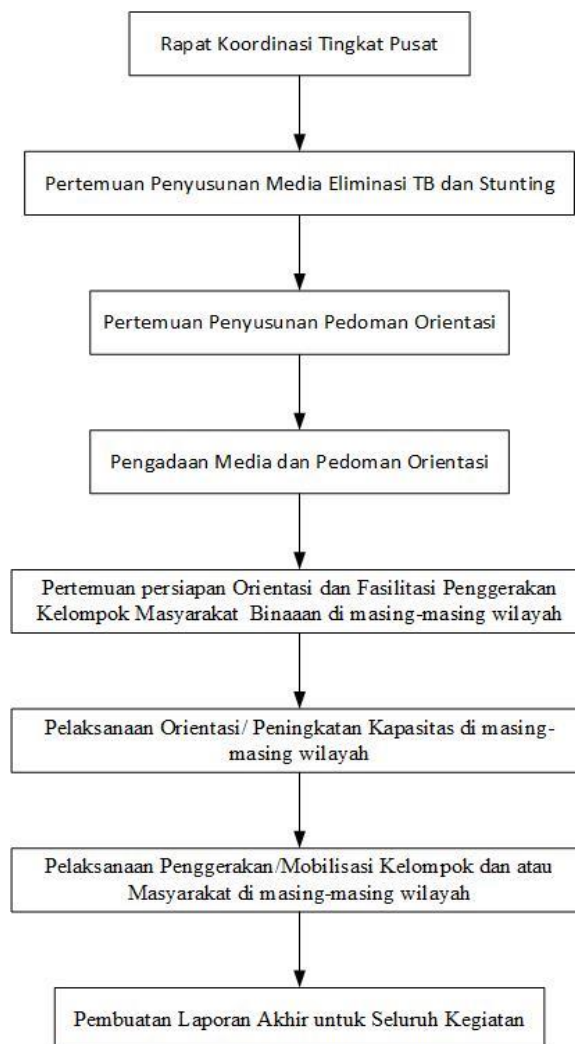 Rapat Koordinasi Tingkat Pusat
Pertemuan Penyusunan Media Eliminasi TB dan Stunting
Pertemuan Penyusunan Pedoman Orientasi
Pengadaan Media dan Pedoman Orientasi
Pertemuan persiapan Orientasi dan Fasilitasi Penggerakan
Kelompok Masyarakat Binaaan di masing-masing wilayah
Pelaksanaan Orientasi/ Peningkatan Kapasitas di masing-
masing wilayah
Pelaksanaan Penggerakan/Mobilisasi Kelompok dan atau
Masyarakat di masing-masing wilayah
Pembuatan Laporan Akhir untuk Seluruh Kegiatan